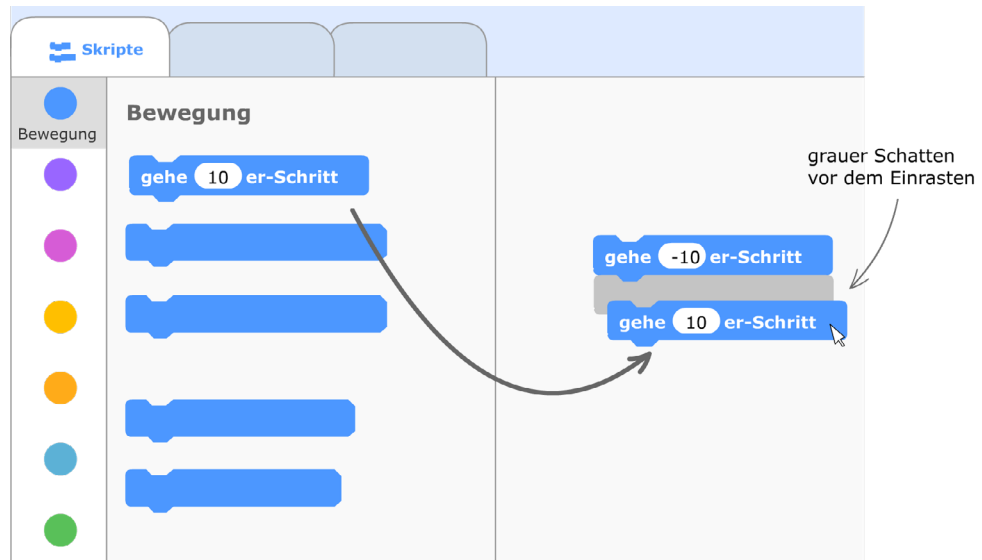 Skripte
Bewegung
Bewegung
gehe 10 er-Schritt
grauer Schatten
vor dem Einrasten
gehe -10 er-Schritt
gehe 10 er-Schritt